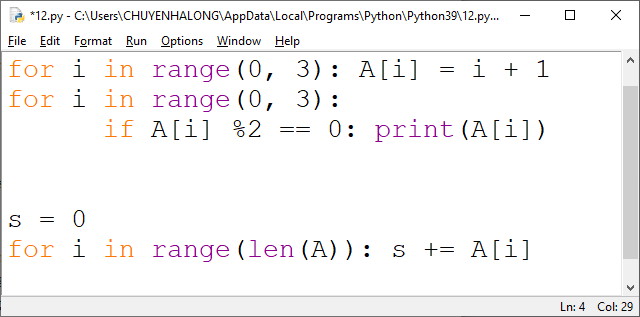 *12.py - C:\Users\CHUYENHALONG\AppData\Local\Programs\Python\Python39\12.py...
File Edit Format Run Options Window Help
for i in range(0, 3): A[i] = i + 1
for i in range(0, 3):
      if A[i] %2 == 0: print(A[i])
s = 0
for i in range(len(A)): s += A[i]
Ln: 4 Col: 29